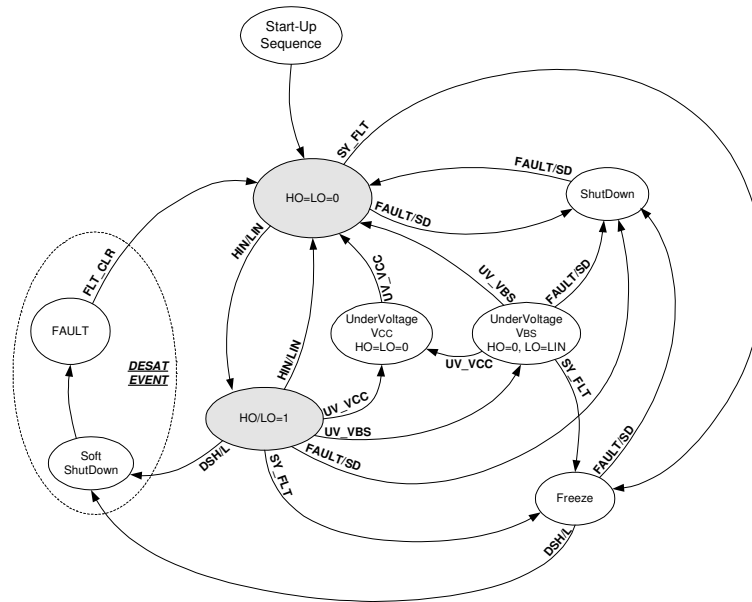 Start-Up
Sequence
SY_FLT
FAULT/SD
ShutDown
HO=LO=0
FAULT/SD
HIN/LIN
FLT_CLR
UV_VCC
UV_VBS
FAULT/SD
FAULT
UnderVoltage
VCC
HO=LO=0
UnderVoltage
VBS
HO=0, LO=LIN
DESAT
EVENT
HIN/LIN
UV_VCC
SY_FLT
HO/LO=1
UV_VCC
UV_VBS
Soft
ShutDown
DSH/L
SY_FLT
FAULT/SD
FAULT/SD
Freeze
DSH/L